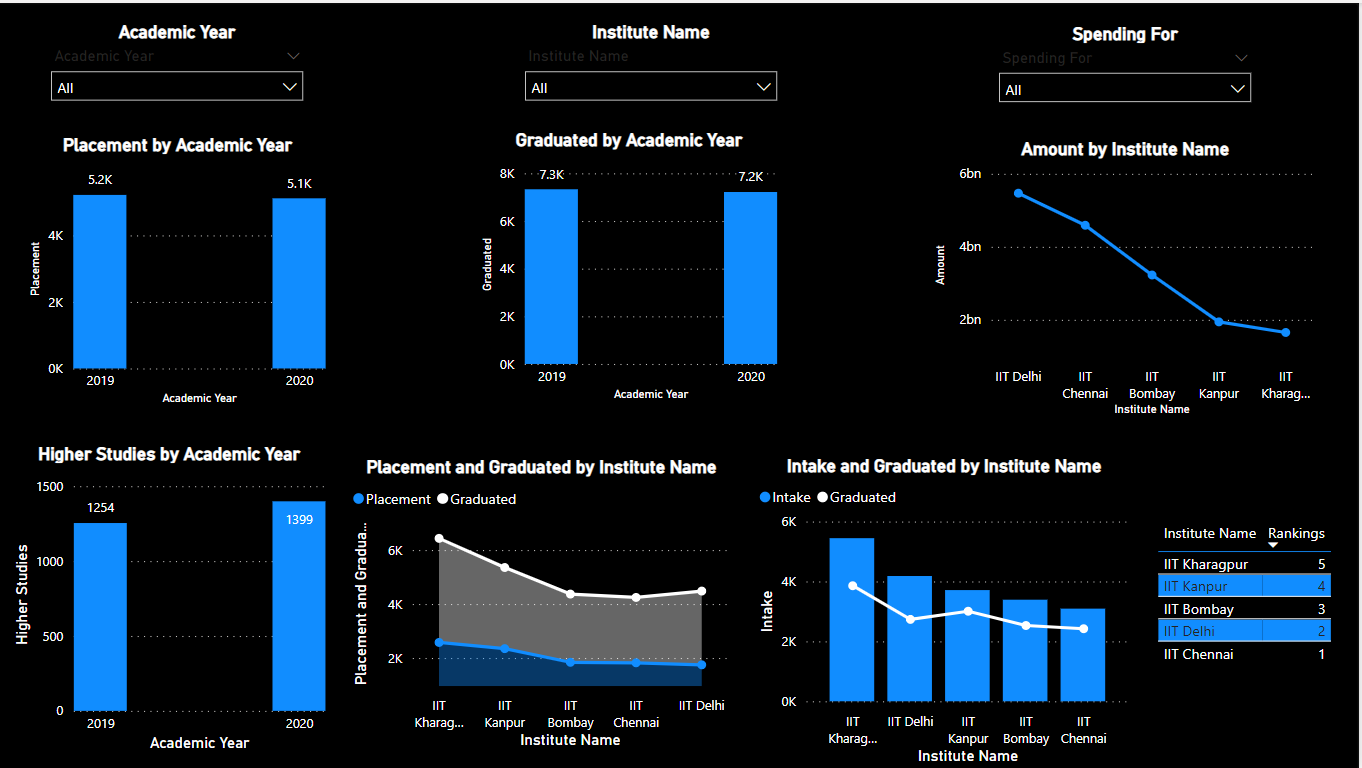 Academic Year
Academic Year
All
Institute Name
Institute Name
All
Spending For
Spending For
All
Placement by Academic Year
5.2K
5.1K
4K
2K
0K
Placement
2019
2020
Academic Year
Graduated by Academic Year
8K
7.3K
7.2K
6K
4K
2K
0K
Graduated
2019
2020
Academic Year
Amount by Institute Name
6bn
4bn
2bn
Amount
IIT Delhi
IIT Chennai
IIT Bombay
IIT Kanpur
IIT Kharag...
Institute Name
Higher Studies by Academic Year
1500
1254
1399
1000
500
0
Higher Studies
2019
2020
Academic Year
Placement and Graduated by Institute Name
Placement Graduated
6K
4K
2K
Placement and Gradua...
IIT Kharag...
IIT Kanpur
IIT Bombay
IIT Chennai
IIT Delhi
Institute Name
Intake and Graduated by Institute Name
Intake Graduated
6K
4K
2K
0K
Intake
IIT Kharag...
IIT Delhi
IIT Kanpur
IIT Bombay
IIT Chennai
Institute Name
Institute Name Rankings
IIT Kharagpur 5
IIT Kanpur 4
IIT Bombay 3
IIT Delhi 2
IIT Chennai 1